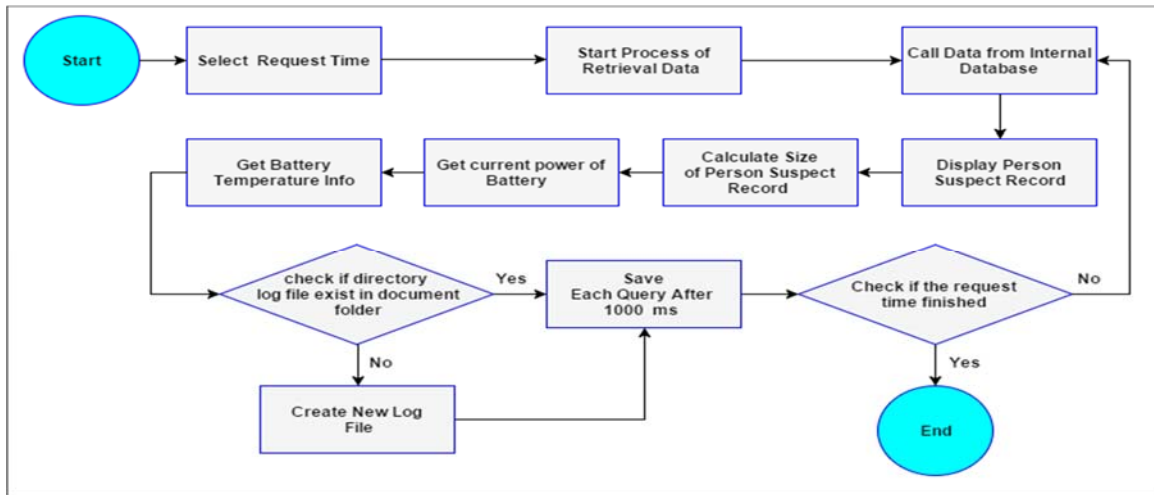 Start
Select Request Time
Start Process of
Retrieval Data
Call Data from Internal
Database
Get Battery
Temperature Info
Get current power of
Battery
Calculate Size
of Person Suspect
Record
Display Person
Suspect Record
check if directory
log file exist in document
folder
Yes
Save
Each Query After
1000 ms
Check if the request
time finished
No
No
Yes
Create New Log
File
End